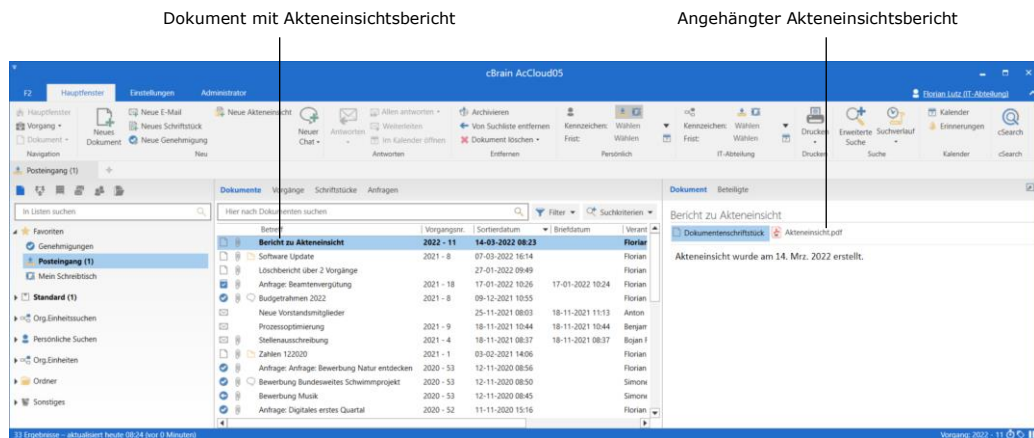 Dokument mit Akteneinsichtsbericht
Angehängter Akteneinsichtsbericht
cBrain AcCloud05
F2 Hauptfenster Einstellungen Administrator
Florian Lutz (IT-Abteilung)
Hauptfenster
Vorgang
Dokument
Navigation
Neues Dokument
Neue E-Mail
Neues Schriftstück
Neue Genehmigung
Neue Akteneinsicht
Neuer Chat
Neu
Antworten
Allen antworten
Weiterleiten
Im Kalender öffnen
Antworten
Archivieren
Von Suchliste entfernen
Dokument löschen
Entfernen
Kennzeichen: Wählen
Frist: Wählen
Persönlich
Kennzeichen: Wählen
Frist: Wählen
IT-Abteilung
Drucken
Drucken
Erweiterte Suche
Suchverlauf
Suche
Kalender
Erinnerungen
Kalender
cSearch
cSearch
Posteingang (1)
In Listen suchen
Favoriten
Genehmigungen
Posteingang (1)
Mein Schreibtisch
Standard (1)
Org.Einheitssuchen
Persönliche Suchen
Org.Einheiten
Ordner
Sonstiges
Dokumente Vorgänge Schriftstücke Anfragen
Hier nach Dokumenten suchen
Filter
Suchkriterien
Betreff Vorgangsnr. Sortierdatum Briefdatum Verant
Bericht zu Akteneinsicht 2022 - 11 14-03-2022 08:23 Florian
Software Update 2021 - 8 07-03-2022 16:14 Florian
Löschbericht über 2 Vorgänge 27-01-2022 09:49 Florian
Anfrage: Beamtenvergütung 2021 - 18 17-01-2022 10:26 17-01-2022 10:24 Florian
Budgetrahmen 2022 2021 - 8 09-12-2021 10:55 Florian
Neue Vorstandsmitglieder 25-11-2021 08:03 18-11-2021 11:13 Anton
Prozessoptimierung 2021 - 9 18-11-2021 10:44 18-11-2021 10:44 Benjam
Stellenausschreibung 2021 - 4 18-11-2021 08:37 18-11-2021 08:37 Bojan F
Zahlen 122020 2021 - 1 03-02-2021 14:06 Florian
Anfrage: Anfrage: Bewerbung Natur entdecken 2020 - 53 12-11-2020 08:56 Florian
Bewerbung Bundesweites Schwimmprojekt 2020 - 53 12-11-2020 08:50 Simone
Bewerbung Musik 2020 - 53 12-11-2020 08:45 Simone
Anfrage: Digitales erstes Quartal 2020 - 52 11-11-2020 15:16 Florian
Dokument Beteiligte
Bericht zu Akteneinsicht
Dokumentenschriftstück Akteneinsicht.pdf
Akteneinsicht wurde am 14. Mrz. 2022 erstellt.
33 Ergebnisse – aktualisiert heute 08:24 (vor 0 Minuten)
Vorgang: 2022 - 11